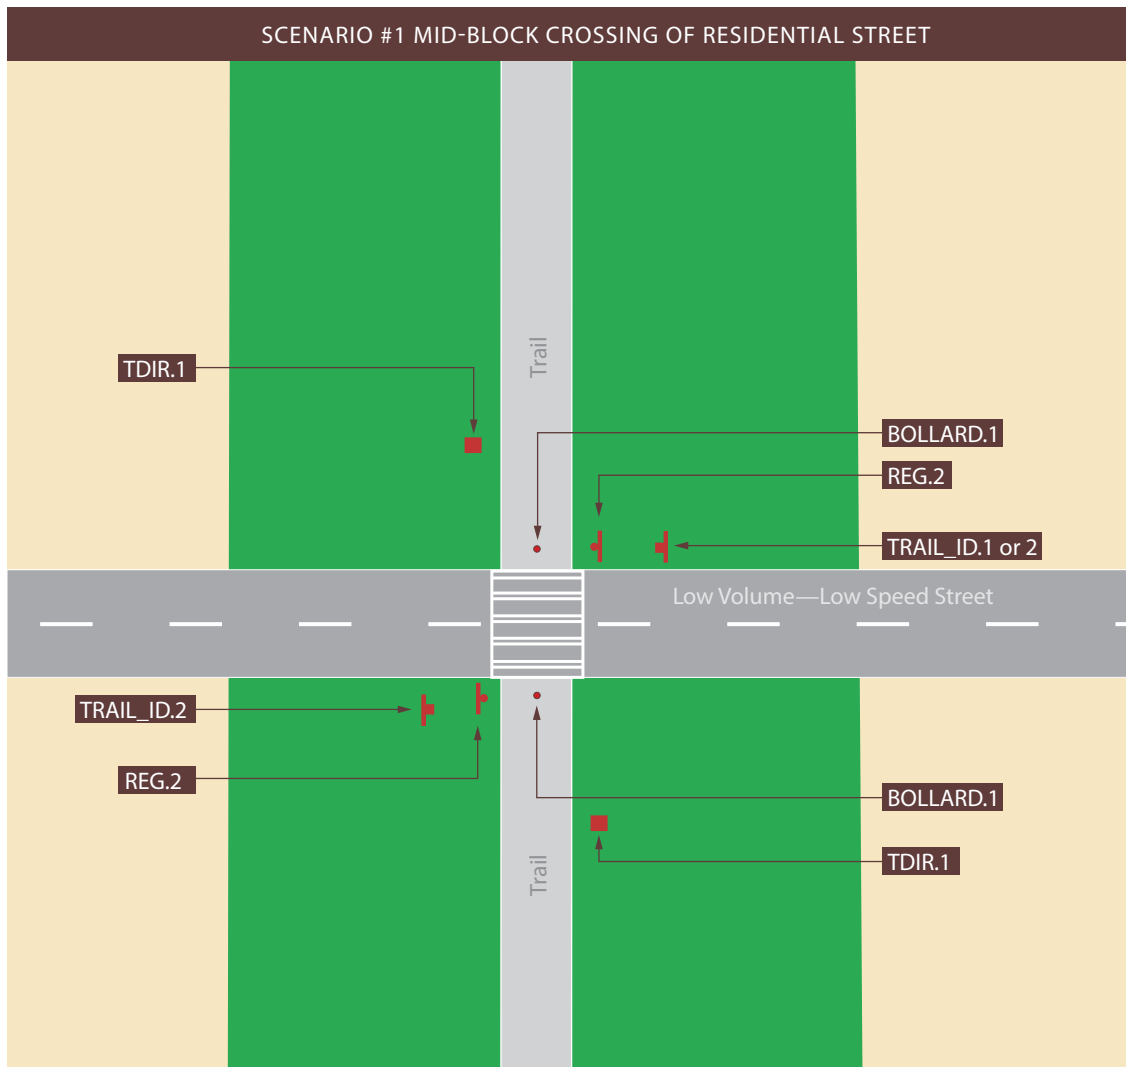 SCENARIO #1 MID-BLOCK CROSSING OF RESIDENTIAL STREET
Trail
TDIR.1
BOLLARD.1
REG.2
TRAIL_ID.1 or 2
Low Volume—Low Speed Street
TRAIL_ID.2
REG.2
BOLLARD.1
TDIR.1
Trail